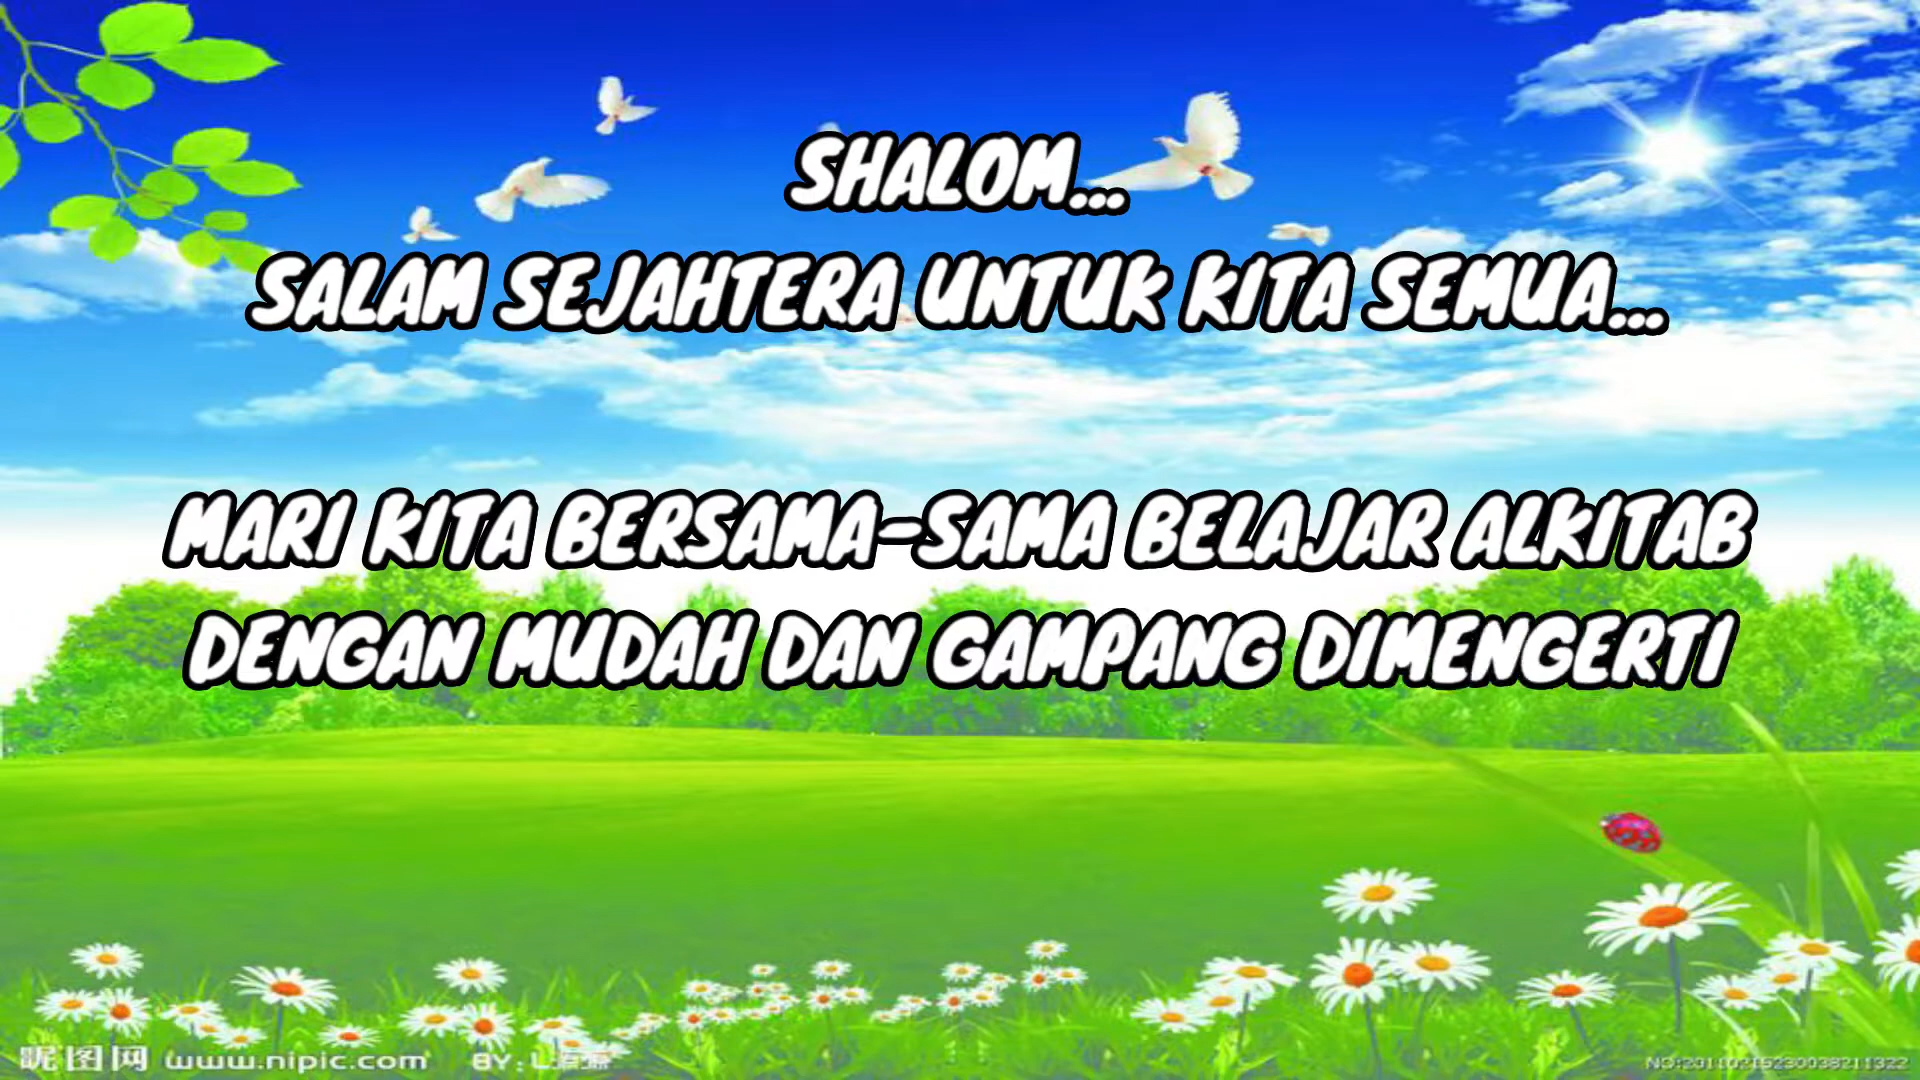 SHALOM...
SALAM SEJAHTERA UNTUK KITA SEMUA...
MARI KITA BERSAMA-SAMA BELAJAR ALKITAB
DENGAN MUDAH DAN GAMPANG DIMENGERTI
昵图网 www.nipic.com BY: